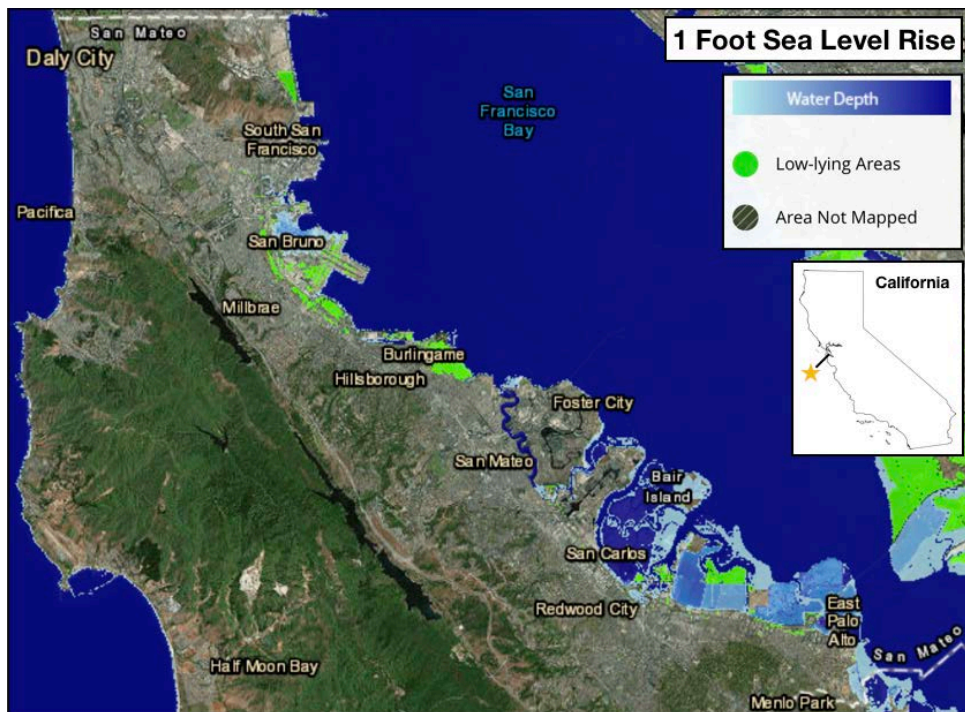 1 Foot Sea Level Rise
Water Depth
Low-lying Areas
Area Not Mapped
California
San Mateo
Daly City
San
Francisco
Bay
South San
Francisco
Pacifica
San Bruno
Millbrae
Burlingame
Hillsborough
Foster City
San Mateo
Bair
Island
San Carlos
Redwood City
East
Palo
Alto
San Mateo
Half Moon Bay
Menlo Park